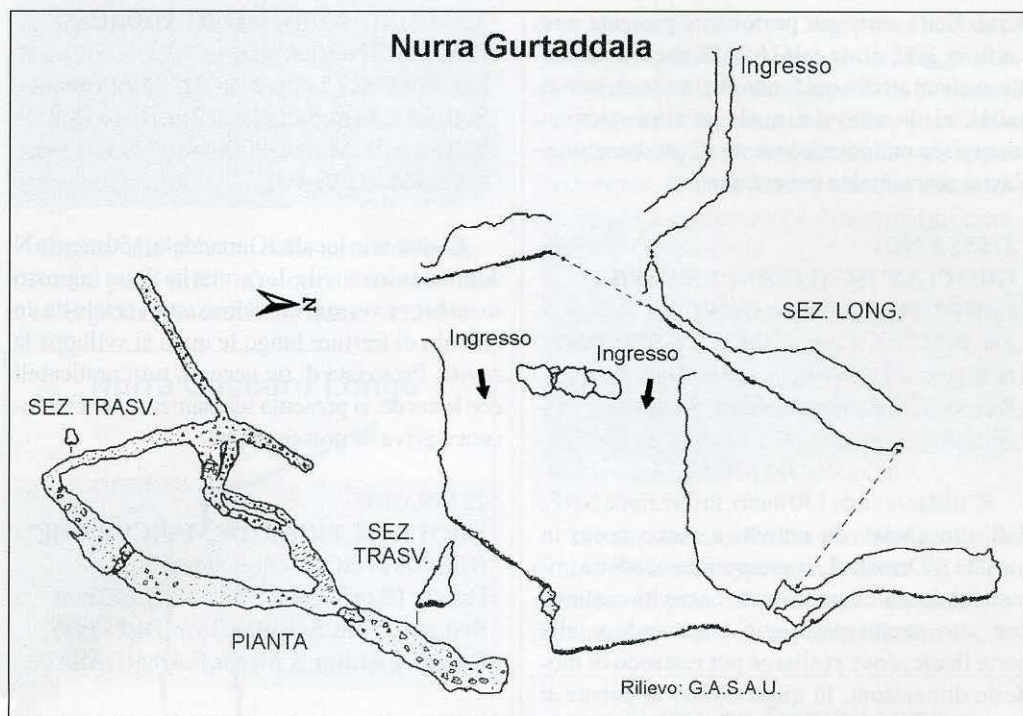 Nurra Gurtaddala
Ingresso
N
SEZ. LONG.
Ingresso
Ingresso
SEZ. TRASV.
SEZ.
TRASV.
PIANTA
Rilievo: G.A.S.A.U.